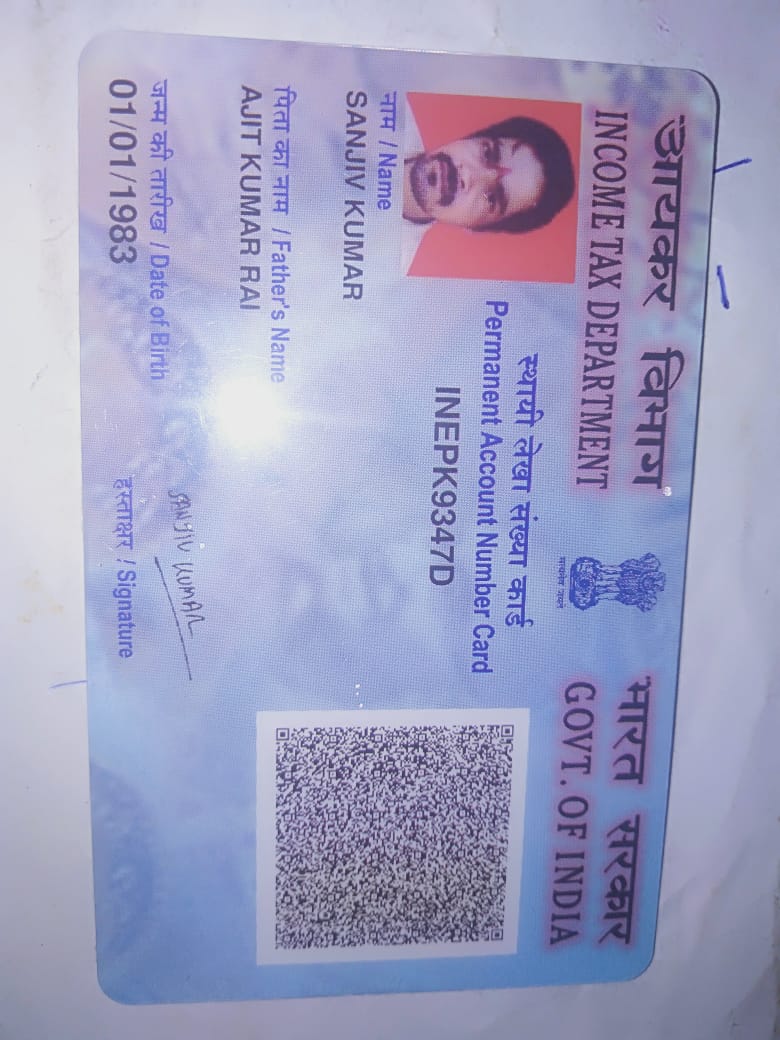 आयकर विभाग
INCOME TAX DEPARTMENT
सत्यमेव जयते
भारत सरकार
GOVT. OF INDIA
स्थायी लेखा संख्या कार्ड
Permanent Account Number Card
INEPK9347D
नाम / Name
SANJIV KUMAR
पिता का नाम / Father's Name
AJIT KUMAR RAI
जन्म की तारीख / Date of Birth
01/01/1983
SANJIV KUMAR
हस्ताक्षर / Signature